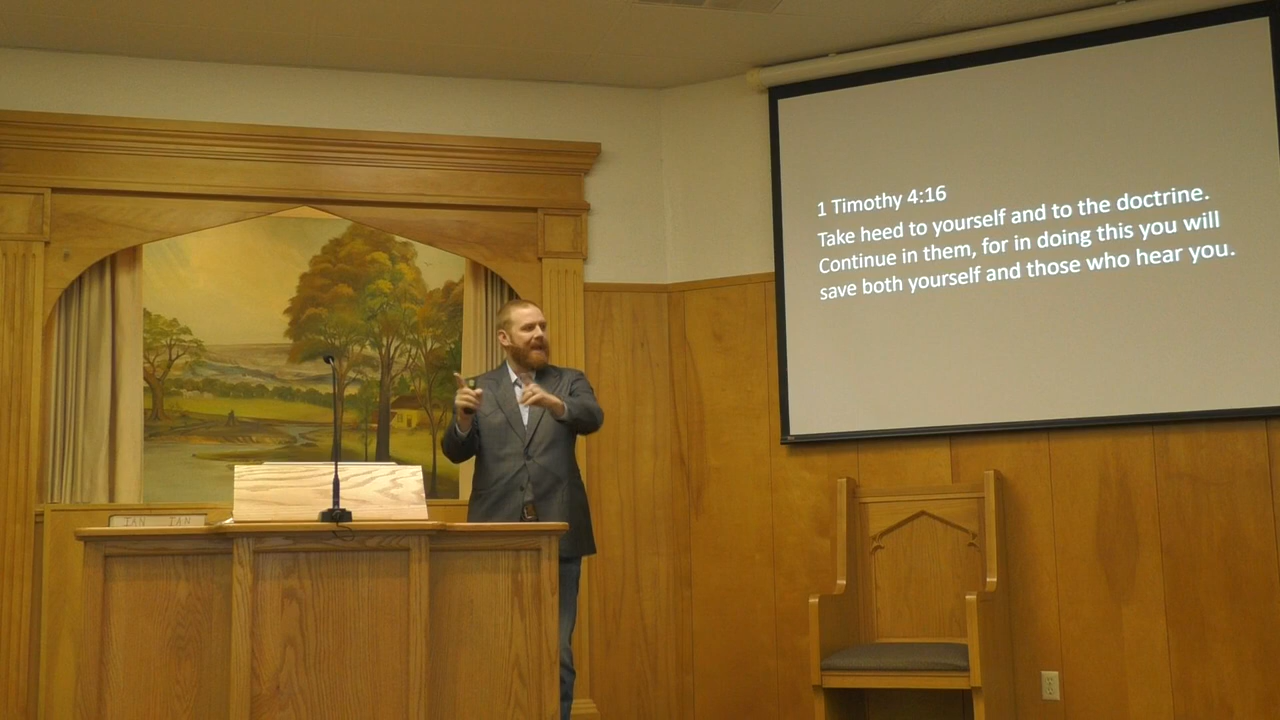 1 Timothy 4:16
Take heed to yourself and to the doctrine.
Continue in them, for in doing this you will
save both yourself and those who hear you.
IAN IAN